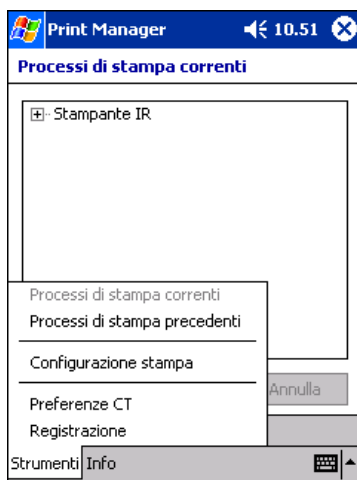 Print Manager 10.51
Processi di stampa correnti
Stampante IR
Processi di stampa correnti
Processi di stampa precedenti
Configurazione stampa
Annulla
Preferenze CT
Registrazione
Strumenti Info